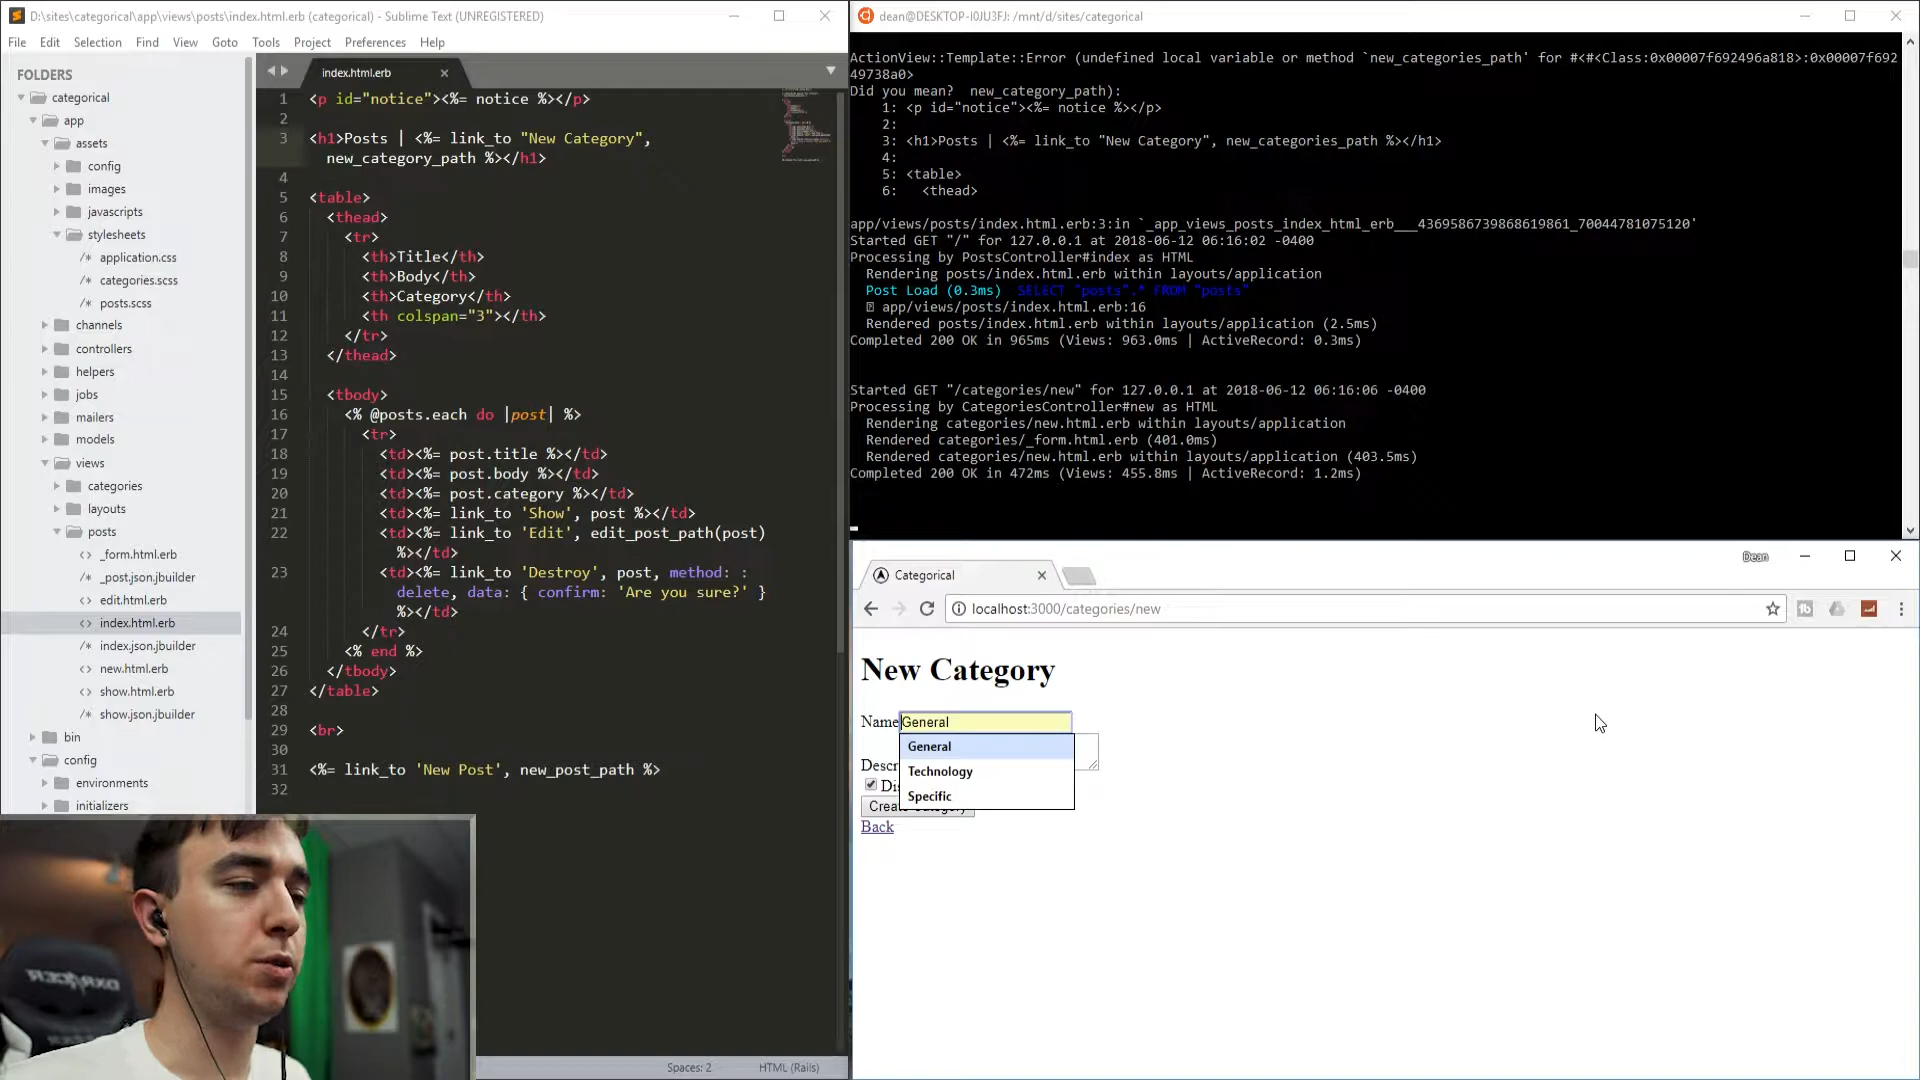 D:\sites\categorical\app\views\posts\index.html.erb (categorical) - Sublime Text (UNREGISTERED)
File Edit Selection Find View Goto Tools Project Preferences Help
FOLDERS
categorical
app
assets
config
images
javascripts
stylesheets
/* application.css
/* categories.scss
/* posts.scss
channels
controllers
helpers
jobs
mailers
models
views
categories
layouts
posts
<> _form.html.erb
/* _post.json.jbuilder
<> edit.html.erb
<> index.html.erb
/* index.json.jbuilder
<> new.html.erb
<> show.html.erb
/* show.json.jbuilder
bin
config
environments
initializers
index.html.erb
1 <p id="notice"><%= notice %></p>
2
3 <h1>Posts | <%= link_to "New Category",
new_category_path %></h1>
4
5 <table>
6 <thead>
7 <tr>
8 <th>Title</th>
9 <th>Body</th>
10 <th>Category</th>
11 <th colspan="3"></th>
12 </tr>
13 </thead>
14
15 <tbody>
16 <% @posts.each do |post| %>
17 <tr>
18 <td><%= post.title %></td>
19 <td><%= post.body %></td>
20 <td><%= post.category %></td>
21 <td><%= link_to 'Show', post %></td>
22 <td><%= link_to 'Edit', edit_post_path(post)
%></td>
23 <td><%= link_to 'Destroy', post, method: :
delete, data: { confirm: 'Are you sure?' }
%></td>
24 </tr>
25 <% end %>
26 </tbody>
27 </table>
28
29 <br>
30
31 <%= link_to 'New Post', new_post_path %>
32
Spaces: 2 HTML (Rails)
dean@DESKTOP-I0JU3FJ: /mnt/d/sites/categorical
ActionView::Template::Error (undefined local variable or method `new_categories_path' for #<#<Class:0x00007f692496a818>:0x00007f692
49738a0>
Did you mean?  new_category_path):
1: <p id="notice"><%= notice %></p>
2:
3: <h1>Posts | <%= link_to "New Category", new_categories_path %></h1>
4:
5: <table>
6: <thead>
app/views/posts/index.html.erb:3:in `_app_views_posts_index_html_erb___4369586739868619861_70044781075120'
Started GET "/" for 127.0.0.1 at 2018-06-12 06:16:02 -0400
Processing by PostsController#index as HTML
Rendering posts/index.html.erb within layouts/application
Post Load (0.3ms)  SELECT "posts".* FROM "posts"
app/views/posts/index.html.erb:16
Rendered posts/index.html.erb within layouts/application (2.5ms)
Completed 200 OK in 965ms (Views: 963.0ms | ActiveRecord: 0.3ms)
Started GET "/categories/new" for 127.0.0.1 at 2018-06-12 06:16:06 -0400
Processing by CategoriesController#new as HTML
Rendering categories/new.html.erb within layouts/application
Rendered categories/_form.html.erb (401.0ms)
Rendered categories/new.html.erb within layouts/application (403.5ms)
Completed 200 OK in 472ms (Views: 455.8ms | ActiveRecord: 1.2ms)
Dean
Categorical
localhost:3000/categories/new
New Category
Name General
General
Technology
Specific
Back